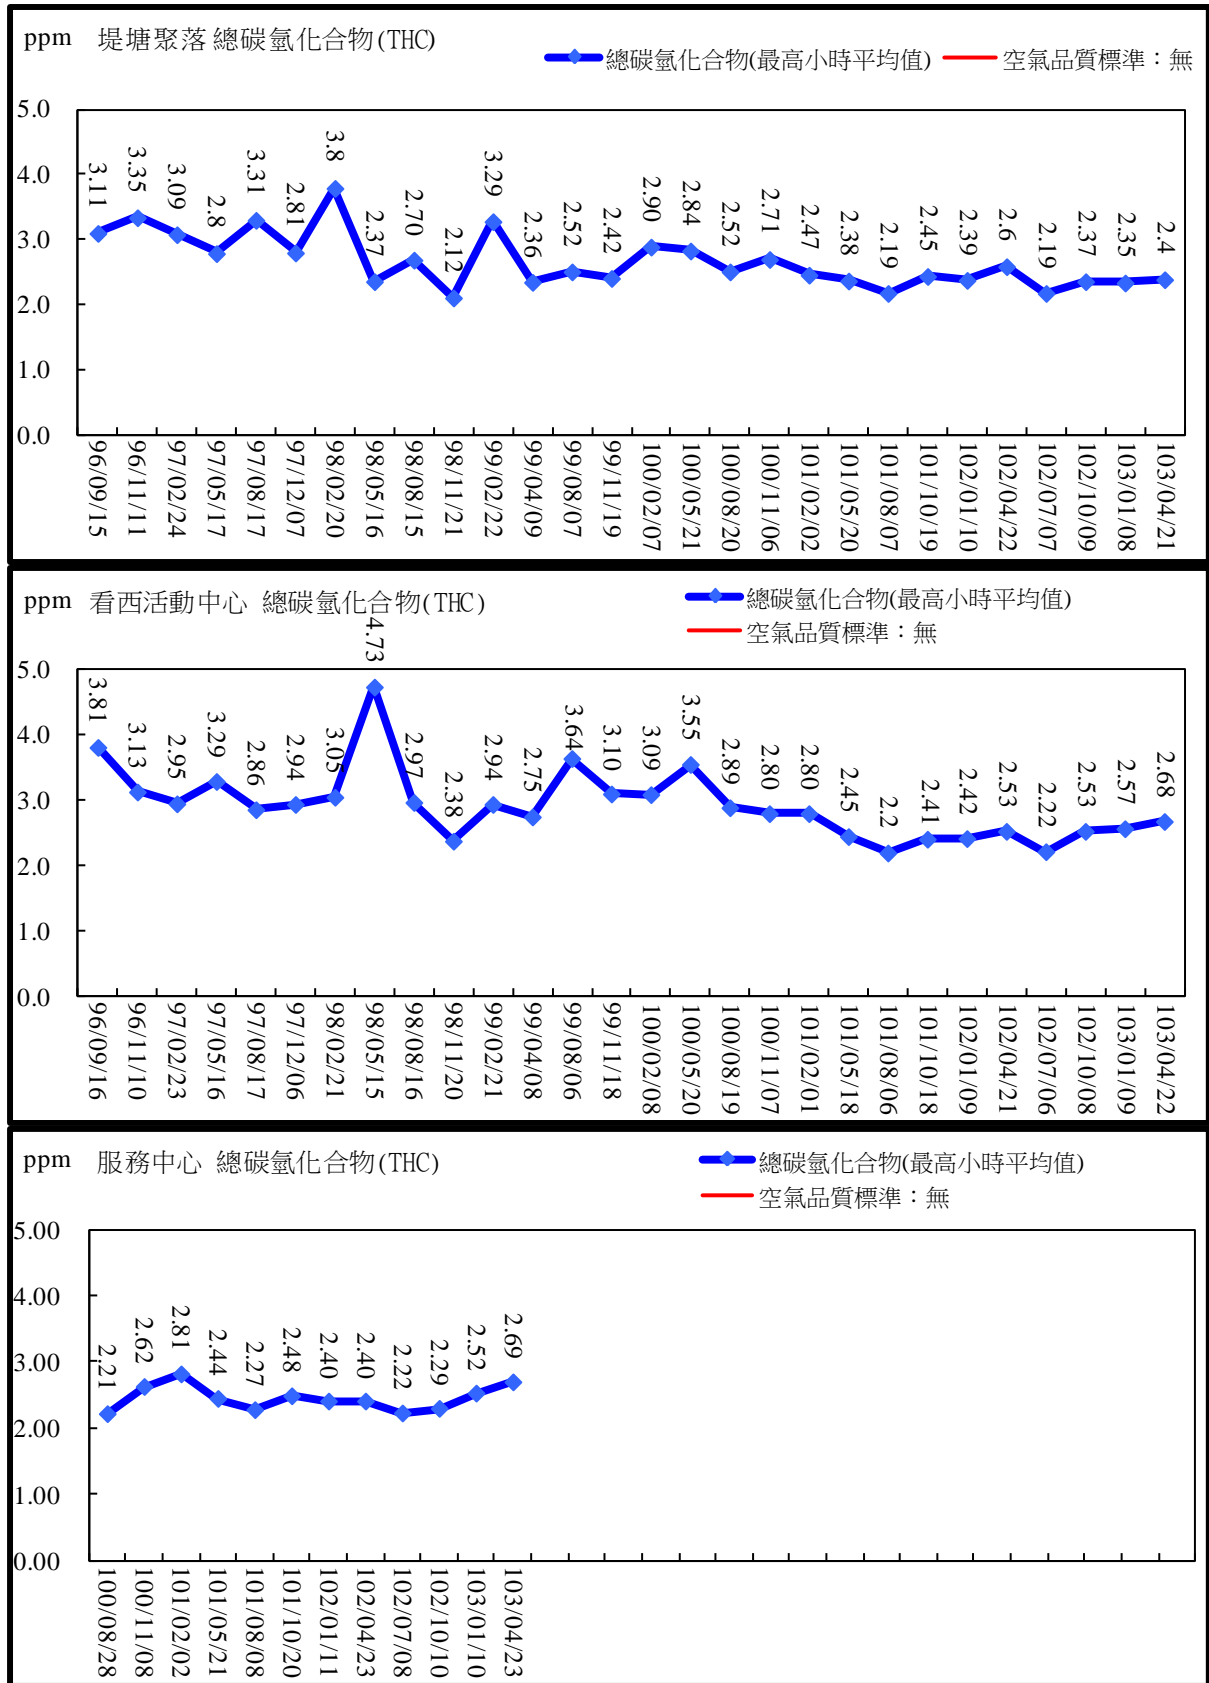 ppm 堤塘聚落 總碳氫化合物(THC)
總碳氫化合物(最高小時平均值) 空氣品質標準：無
5.0
4.0
3.0
2.0
1.0
0.0
3.11 3.35 3.09 2.8 3.31 2.81 3.8 2.37 2.70 2.12 3.29 2.36 2.52 2.42 2.90 2.84 2.52 2.71 2.47 2.38 2.19 2.45 2.39 2.6 2.19 2.37 2.35 2.4
96/09/15 96/11/11 97/02/24 97/05/17 97/08/17 97/12/07 98/02/20 98/05/16 98/08/15 98/11/21 99/02/22 99/04/09 99/08/07 99/11/19 100/02/07 100/05/21 100/08/20 100/11/06 101/02/02 101/05/20 101/08/07 101/10/19 102/01/10 102/04/22 102/07/07 102/10/09 103/01/08 103/04/21
ppm 看西活動中心 總碳氫化合物(THC)
總碳氫化合物(最高小時平均值)
空氣品質標準：無
5.0
4.0
3.0
2.0
1.0
0.0
3.81 3.13 2.95 3.29 2.86 2.94 3.05 4.73 2.97 2.38 2.94 2.75 3.64 3.10 3.09 3.55 2.89 2.80 2.80 2.45 2.2 2.41 2.42 2.53 2.22 2.53 2.57 2.68
96/09/16 96/11/10 97/02/23 97/05/16 97/08/17 97/12/06 98/02/21 98/05/15 98/08/16 98/11/20 99/02/21 99/04/08 99/08/06 99/11/18 100/02/08 100/05/20 100/08/19 100/11/07 101/02/01 101/05/18 101/08/06 101/10/18 102/01/09 102/04/21 102/07/06 102/10/08 103/01/09 103/04/22
ppm 服務中心 總碳氫化合物(THC)
總碳氫化合物(最高小時平均值)
空氣品質標準：無
5.00
4.00
3.00
2.00
1.00
0.00
2.21 2.62 2.81 2.44 2.27 2.48 2.40 2.40 2.22 2.29 2.52 2.69
100/08/28 100/11/08 101/02/02 101/05/21 101/08/08 101/10/20 102/01/11 102/04/23 102/07/08 102/10/10 103/01/10 103/04/23